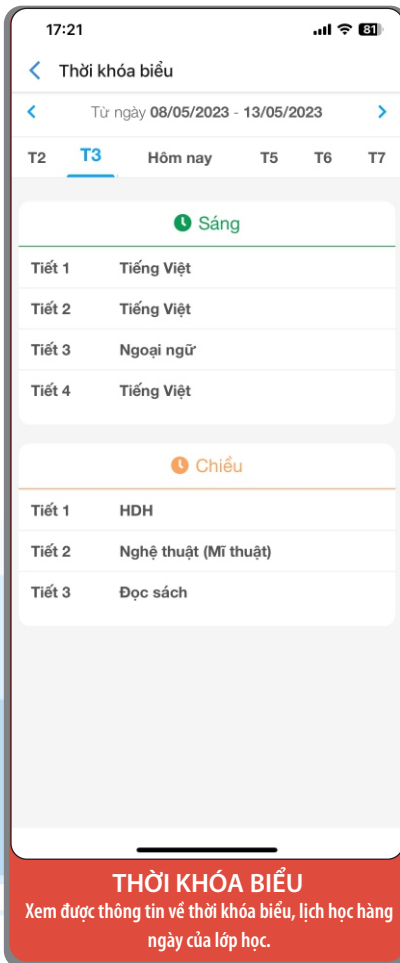 17:21 81
Thời khóa biểu
Từ ngày 08/05/2023 - 13/05/2023
T2 T3 Hôm nay T5 T6 T7
Sáng
Tiết 1 Tiếng Việt
Tiết 2 Tiếng Việt
Tiết 3 Ngoại ngữ
Tiết 4 Tiếng Việt
Chiều
Tiết 1 HDH
Tiết 2 Nghệ thuật (Mĩ thuật)
Tiết 3 Đọc sách
THỜI KHÓA BIỂU
Xem được thông tin về thời khóa biểu, lịch học hàng
ngày của lớp học.